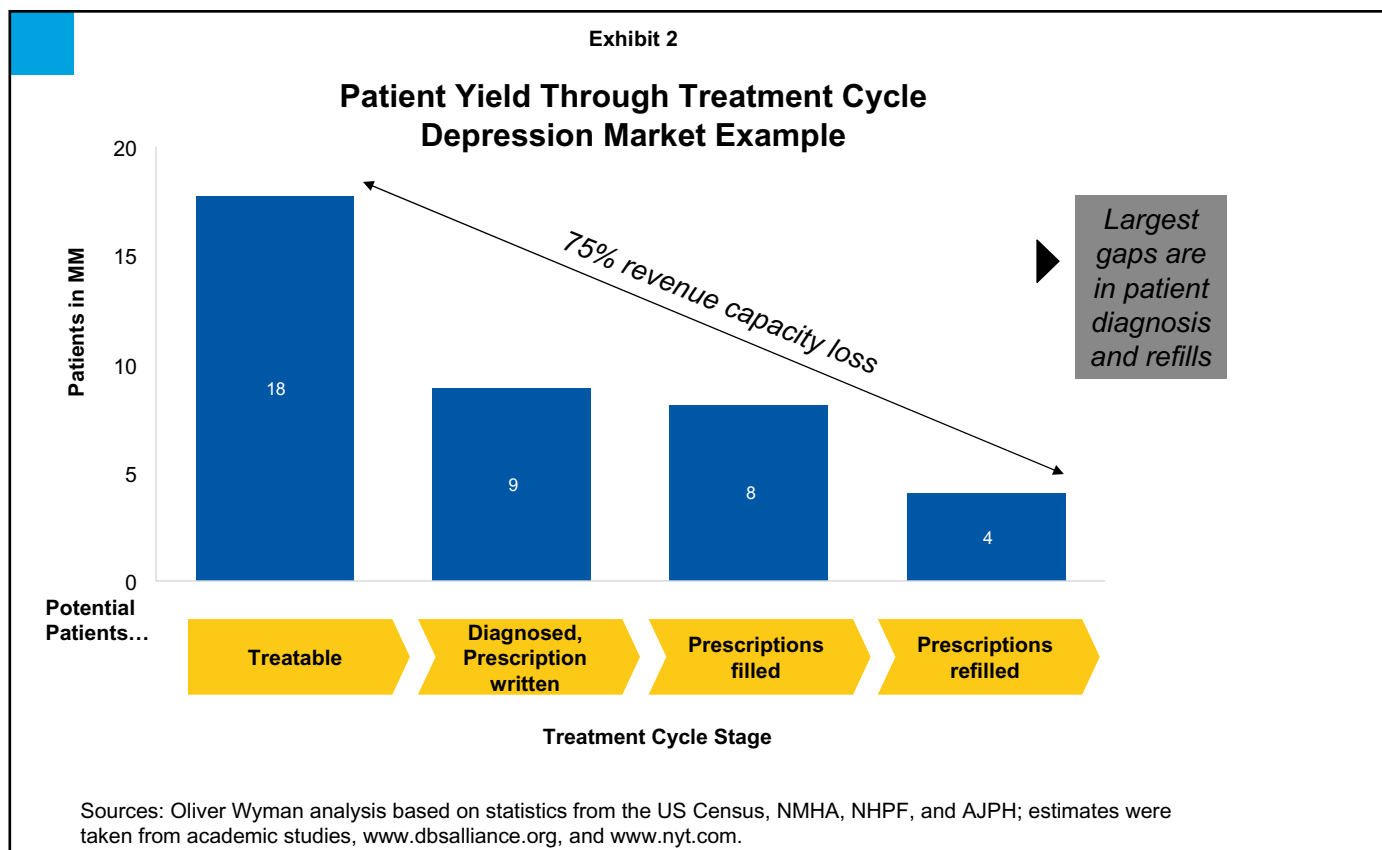 Exhibit 2
Patient Yield Through Treatment Cycle
Depression Market Example
Patients in MM
20
15
10
5
0
75% revenue capacity loss
18
9
8
4
Largest
gaps are
in patient
diagnosis
and refills
Potential
Patients…
Treatable
Diagnosed,
Prescription
written
Prescriptions
filled
Prescriptions
refilled
Treatment Cycle Stage
Sources: Oliver Wyman analysis based on statistics from the US Census, NMHA, NHPF, and AJPH; estimates were
taken from academic studies, www.dbsalliance.org, and www.nyt.com.